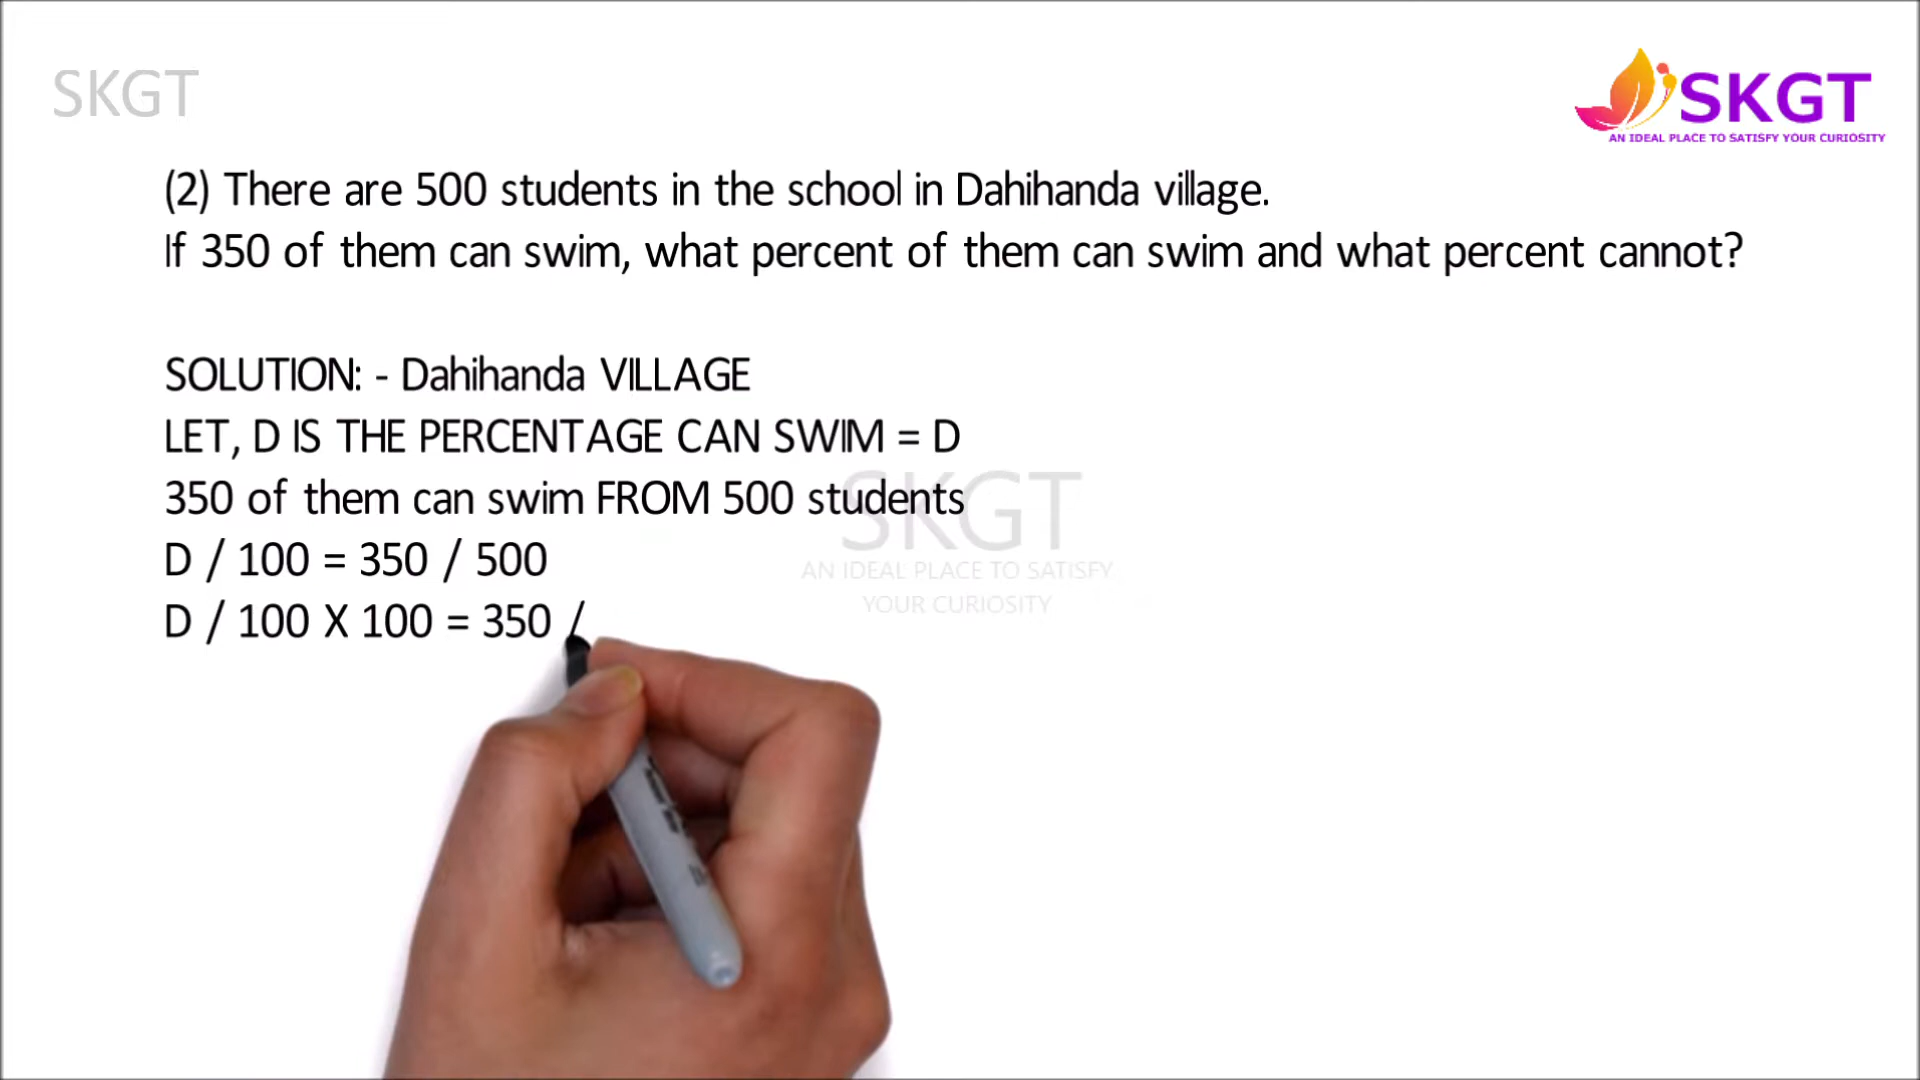 SKGT
SKGT
AN IDEAL PLACE TO SATISFY YOUR CURIOSITY
(2) There are 500 students in the school in Dahihanda village.
If 350 of them can swim, what percent of them can swim and what percent cannot?
SOLUTION: - Dahihanda VILLAGE
LET, D IS THE PERCENTAGE CAN SWIM = D
350 of them can swim FROM 500 students
D / 100 = 350 / 500
D / 100 X 100 = 350 /
SKGT
AN IDEAL PLACE TO SATISFY
YOUR CURIOSITY